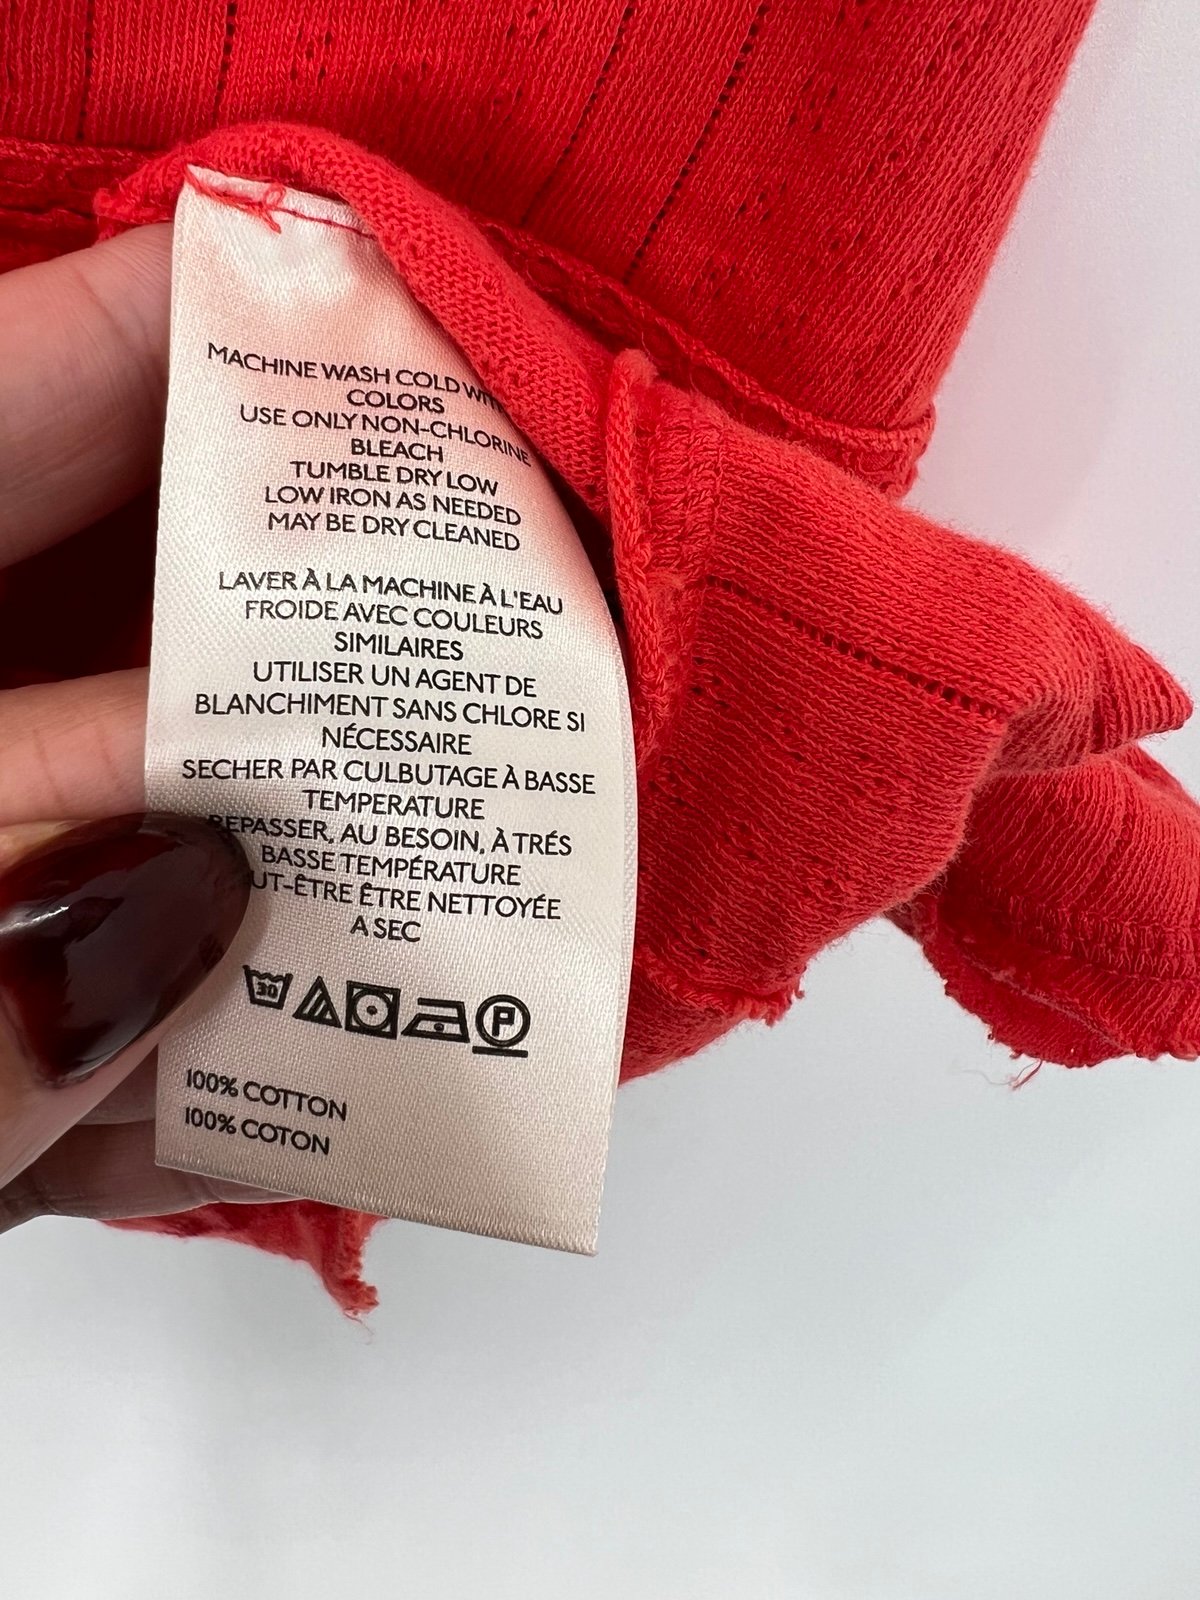 MACHINE WASH COLD WITH
COLORS
USE ONLY NON-CHLORINE
BLEACH
TUMBLE DRY LOW
LOW IRON AS NEEDED
MAY BE DRY CLEANED
LAVER À LA MACHINE À L'EAU
FROIDE AVEC COULEURS
SIMILAIRES
UTILISER UN AGENT DE
BLANCHIMENT SANS CHLORE SI
NÉCESSAIRE
SECHER PAR CULBUTAGE À BASSE
TEMPERATURE
REPASSER, AU BESOIN, À TRÉS
BASSE TEMPÉRATURE
UT-ÊTRE ÊTRE NETTOYÉE
A SEC
30 P
100% COTTON
100% COTON